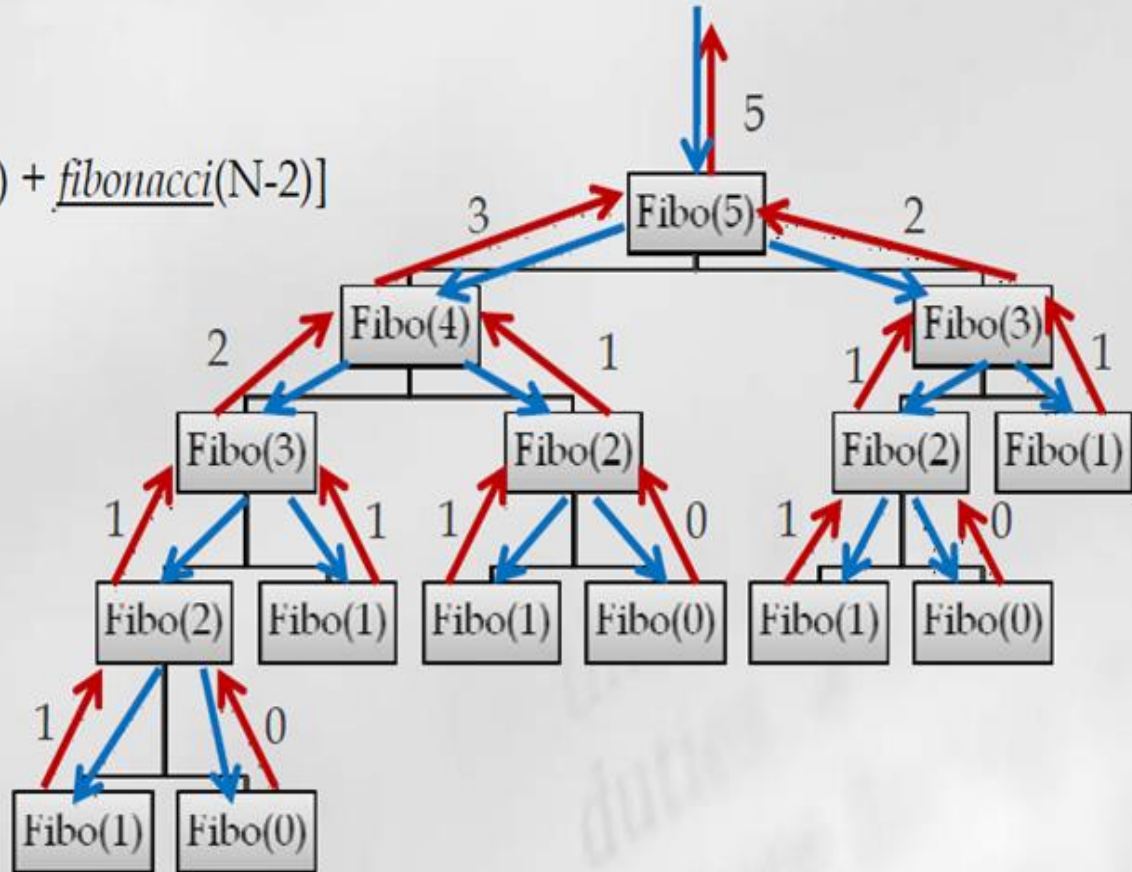 5
) + fibonacci(N-2)]
Fibo(5)
3
2
Fibo(4)
Fibo(3)
2
1
1
1
Fibo(3)
Fibo(2)
Fibo(2)
Fibo(1)
1
1
1
0
1
0
Fibo(2)
Fibo(1)
Fibo(1)
Fibo(0)
Fibo(1)
Fibo(0)
1
0
Fibo(1)
Fibo(0)
duties